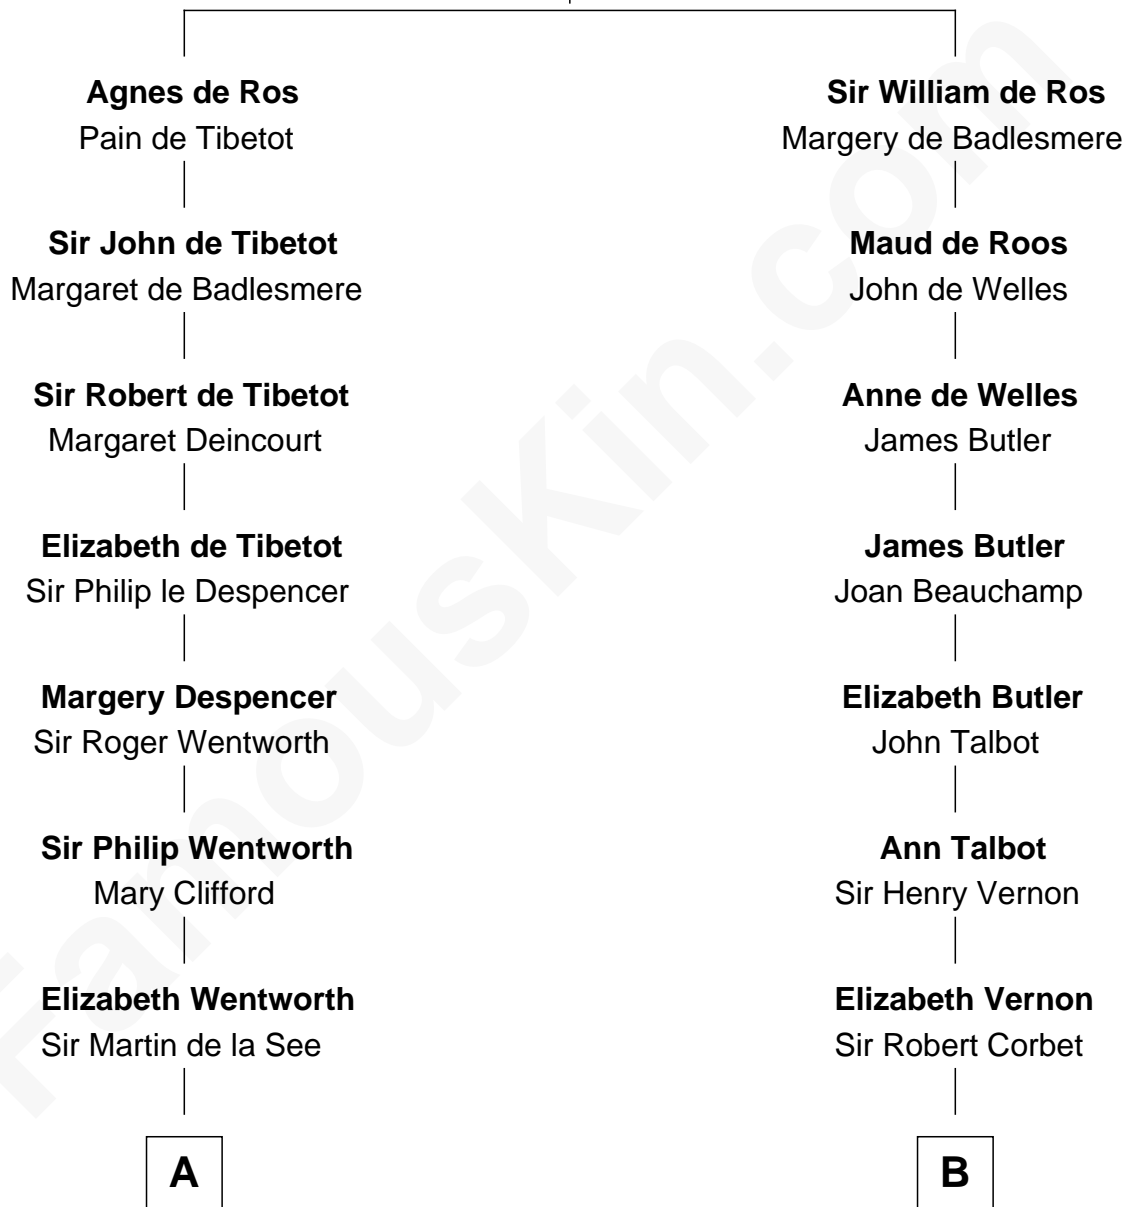 Agnes de Ros
Pain de Tibetot
Sir John de Tibetot
Margaret de Badlesmere
Sir Robert de Tibetot
Margaret Deincourt
Elizabeth de Tibetot
Sir Philip le Despencer
Margery Despencer
Sir Roger Wentworth
Sir Philip Wentworth
Mary Clifford
Elizabeth Wentworth
Sir Martin de la See
A
Sir William de Ros
Margery de Badlesmere
Maud de Roos
John de Welles
Anne de Welles
James Butler
James Butler
Joan Beauchamp
Elizabeth Butler
John Talbot
Ann Talbot
Sir Henry Vernon
Elizabeth Vernon
Sir Robert Corbet
B
FamousKin.com